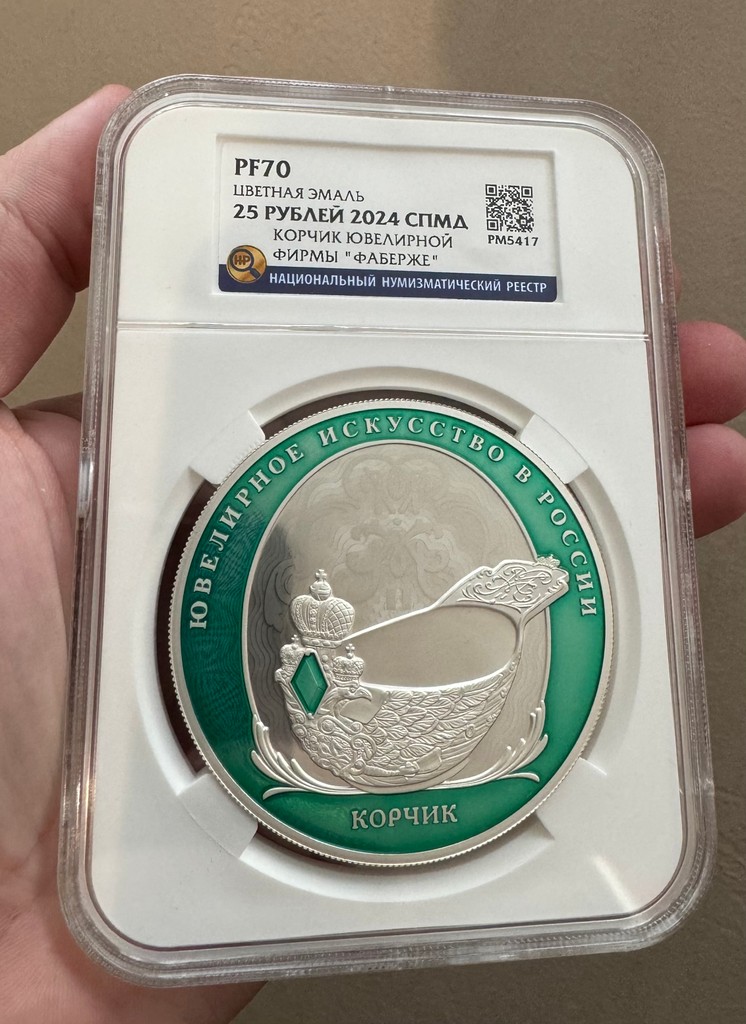 PF70
ЦВЕТНАЯ ЭМАЛЬ
25 РУБЛЕЙ 2024 СПМД
КОРЧИК ЮВЕЛИРНОЙ
ФИРМЫ "ФАБЕРЖЕ"
PM5417
ННР
НАЦИОНАЛЬНЫЙ НУМИЗМАТИЧЕСКИЙ РЕЕСТР
ЮВЕЛИРНОЕ ИСКУССТВО В РОССИИ
КОРЧИК